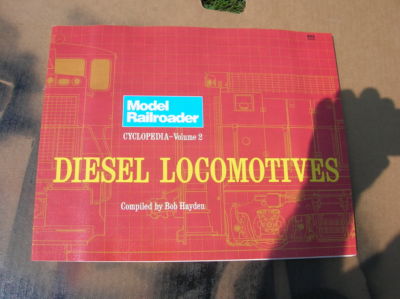 Model
Railroader
CYCLOPEDIA-Volume 2
DIESEL LOCOMOTIVES
Compiled by Bob Hayden